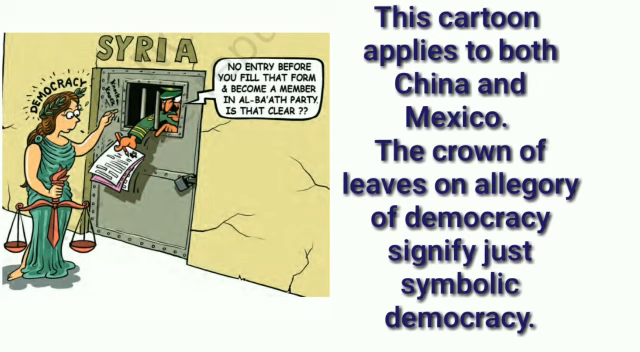 SYRIA
DEMOCRACY
NO ENTRY BEFORE
YOU FILL THAT FORM
& BECOME A MEMBER
IN AL-BA'ATH PARTY.
IS THAT CLEAR ??
This cartoon
applies to both
China and
Mexico.
The crown of
leaves on allegory
of democracy
signify just
symbolic
democracy.